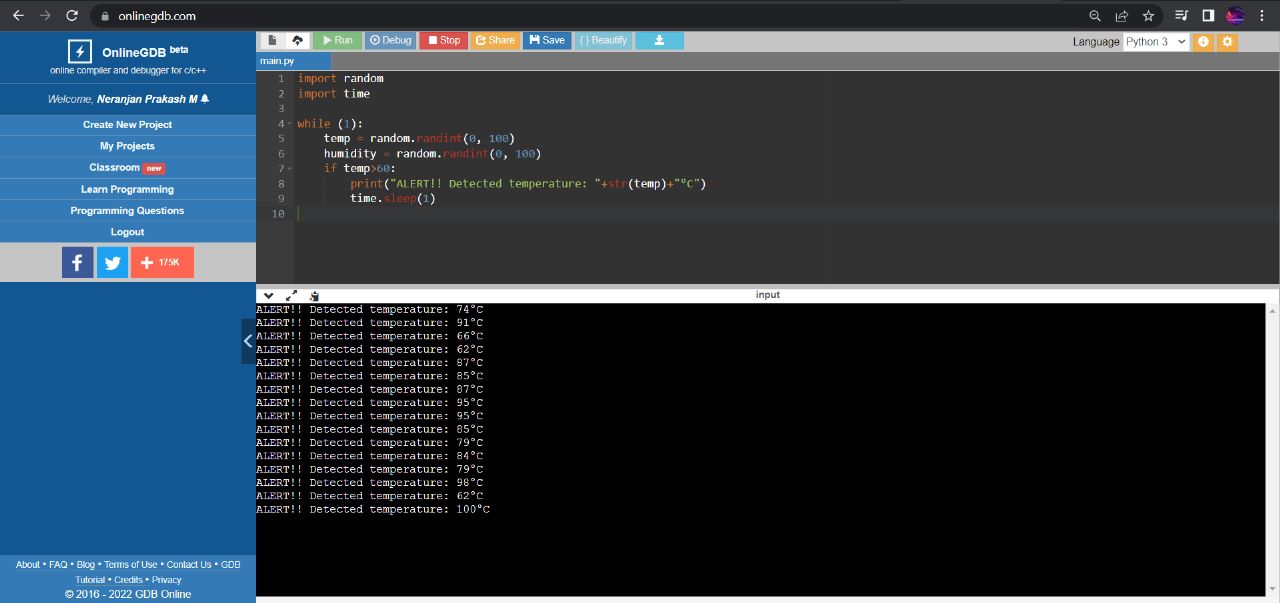 onlinegdb.com
OnlineGDB beta
online compiler and debugger for c/c++
Welcome, Neranjan Prakash M
Create New Project
My Projects
Classroom new
Learn Programming
Programming Questions
Logout
f 175K
About • FAQ • Blog • Terms of Use • Contact Us • GDB
Tutorial • Credits • Privacy
© 2016 - 2022 GDB Online
Run Debug Stop Share Save { } Beautify
Language Python 3
main.py
1 import random
2 import time
3
4 while (1):
5     temp = random.randint(0, 100)
6     humidity = random.randint(0, 100)
7     if temp>60:
8         print("ALERT!! Detected temperature: "+str(temp)+"°C")
9         time.sleep(1)
10
input
ALERT!! Detected temperature: 74°C
ALERT!! Detected temperature: 91°C
ALERT!! Detected temperature: 66°C
ALERT!! Detected temperature: 62°C
ALERT!! Detected temperature: 87°C
ALERT!! Detected temperature: 85°C
ALERT!! Detected temperature: 87°C
ALERT!! Detected temperature: 95°C
ALERT!! Detected temperature: 95°C
ALERT!! Detected temperature: 85°C
ALERT!! Detected temperature: 79°C
ALERT!! Detected temperature: 84°C
ALERT!! Detected temperature: 79°C
ALERT!! Detected temperature: 98°C
ALERT!! Detected temperature: 62°C
ALERT!! Detected temperature: 100°C